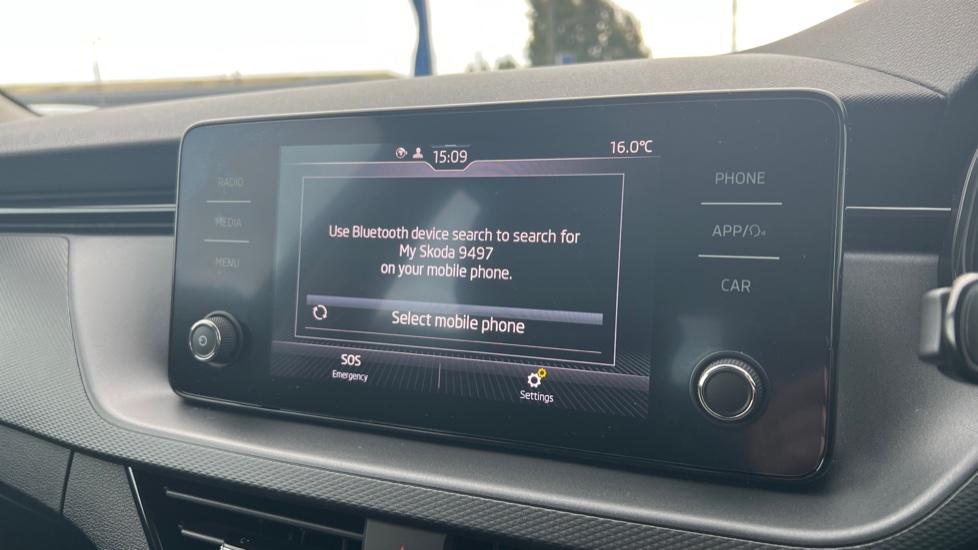 15:09
16.0°C
RADIO
MEDIA
MENU
Use Bluetooth device search to search for
My Skoda 9497
on your mobile phone.
Select mobile phone
SOS
Emergency
Settings
PHONE
APP/
CAR